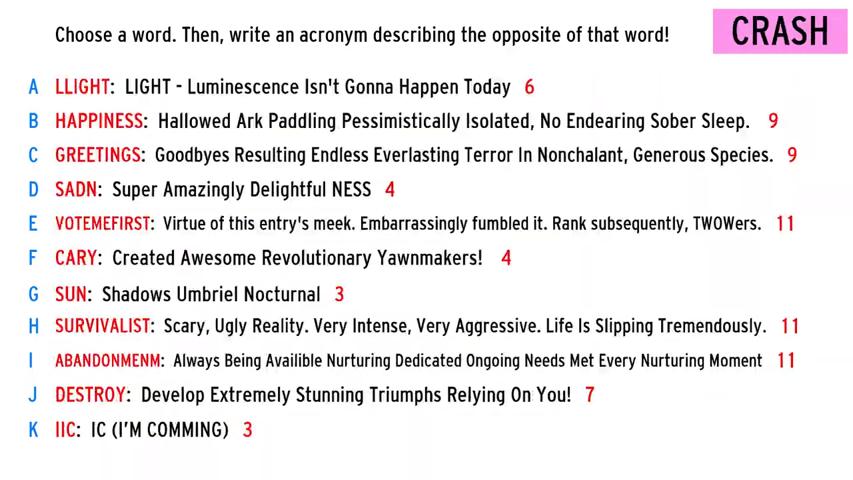 Choose a word. Then, write an acronym describing the opposite of that word!
CRASH
A LLIGHT: LIGHT - Luminescence Isn't Gonna Happen Today 6
B HAPPINESS: Hallowed Ark Paddling Pessimistically Isolated, No Endearing Sober Sleep. 9
C GREETINGS: Goodbyes Resulting Endless Everlasting Terror In Nonchalant, Generous Species. 9
D SADN: Super Amazingly Delightful NESS 4
E VOTEMEFIRST: Virtue of this entry's meek. Embarrassingly fumbled it. Rank subsequently, TWOWers. 11
F CARY: Created Awesome Revolutionary Yawnmakers! 4
G SUN: Shadows Umbriel Nocturnal 3
H SURVIVALIST: Scary, Ugly Reality. Very Intense, Very Aggressive. Life Is Slipping Tremendously. 11
I ABANDONMENM: Always Being Availible Nurturing Dedicated Ongoing Needs Met Every Nurturing Moment 11
J DESTROY: Develop Extremely Stunning Triumphs Relying On You! 7
K IIC: IC (I'M COMMING) 3